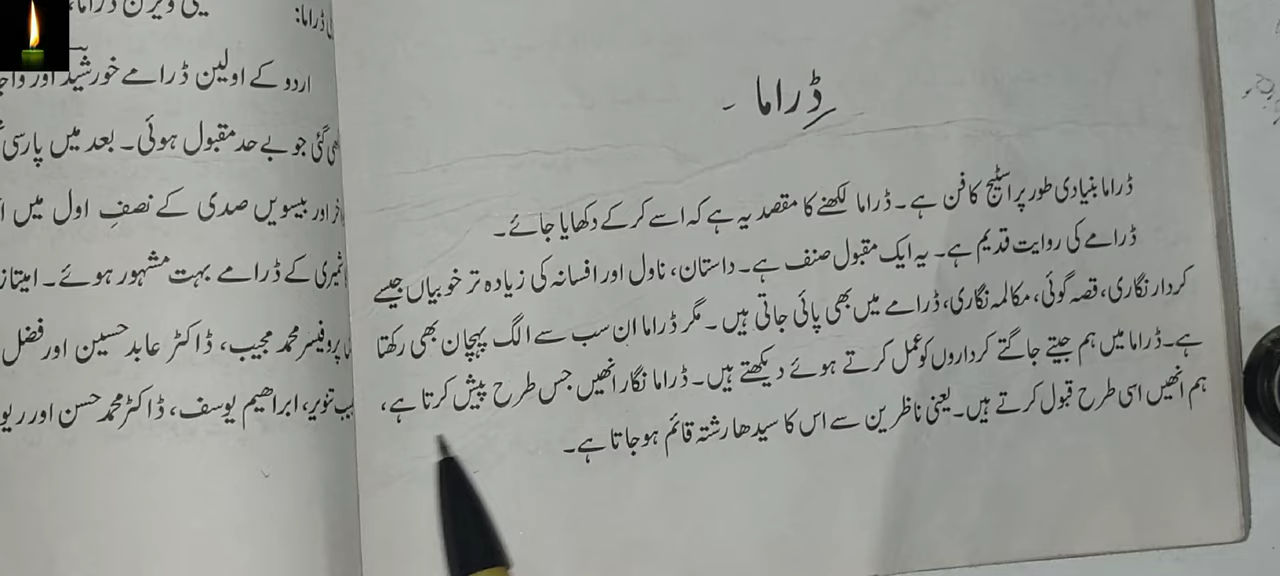 ڈراما
ڈراما بنیادی طور پر اسٹیج کا فن ہے۔ ڈراما لکھنے کا مقصد یہ ہے کہ اسے کر کے دکھایا جائے۔
ڈرامے کی روایت قدیم ہے۔ یہ ایک مقبول صنف ہے۔ داستان، ناول اور افسانہ کی زیادہ تر خوبیاں جیسے
کردار نگاری، قصہ گوئی، مکالمہ نگاری، ڈرامے میں بھی پائی جاتی ہیں۔ مگر ڈراما ان سب سے الگ پہچان بھی رکھتا
ہے۔ ڈراما میں ہم جیتے جاگتے کرداروں کو عمل کرتے ہوئے دیکھتے ہیں۔ ڈراما نگار انھیں جس طرح پیش کرتا ہے،
ہم انھیں اسی طرح قبول کرتے ہیں۔ یعنی ناظرین سے اس کا سیدھا رشتہ قائم ہو جاتا ہے۔
ڈراما:
اردو کے اولین ڈرامے خورشید اور
گئی جو بے حد مقبول ہوئی۔ بعد میں پارسی
اور بیسویں صدی کے نصفِ اول میں
کے ڈرامے بہت مشہور ہوئے۔
پروفیسر محمد مجیب، ڈاکٹر عابد حسین اور فضل
تنویر، ابراھیم یوسف، ڈاکٹر محمد حسن اور